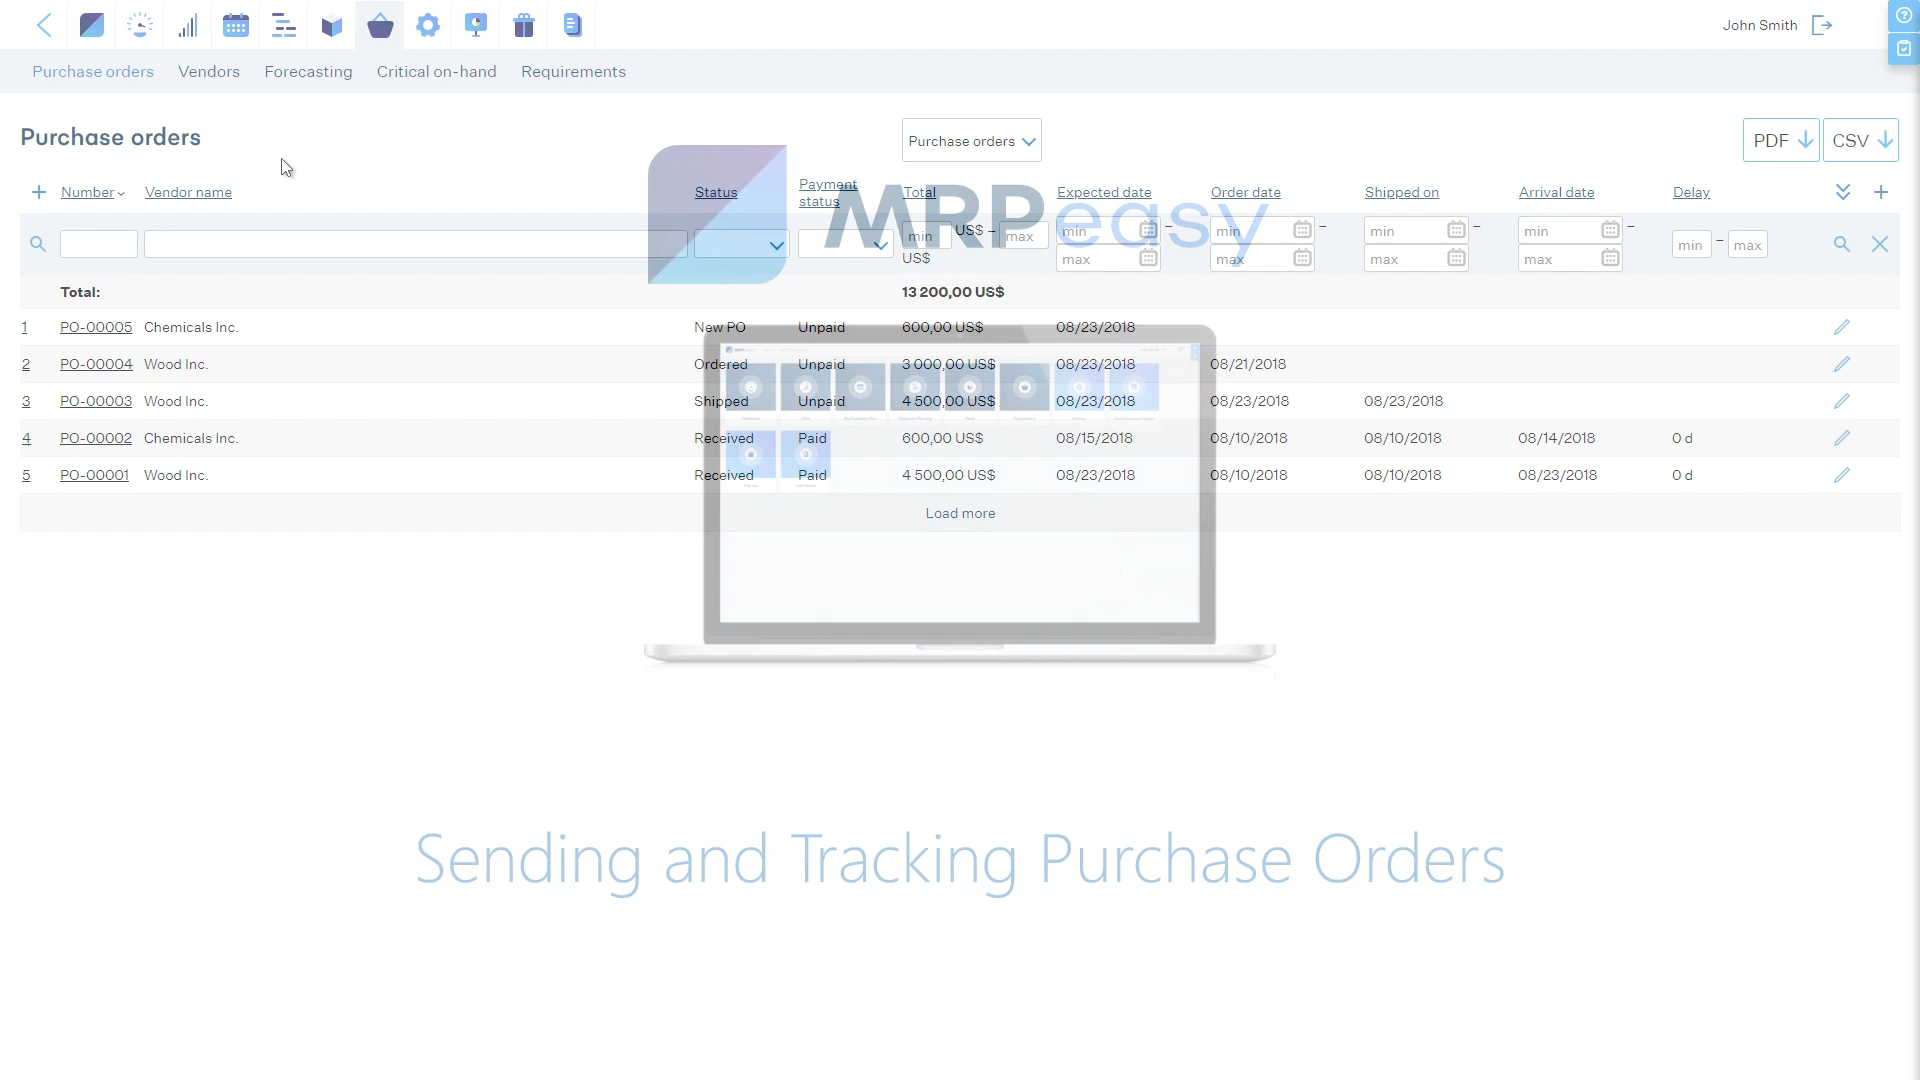 John Smith
Purchase orders Vendors Forecasting Critical on-hand Requirements
Purchase orders
Purchase orders
PDF CSV
MRPeasy
Number Vendor name Status Payment status Total Expected date Order date Shipped on Arrival date Delay
min US$ – max US$ min – max min – max min – max min – max min – max
Total: 13 200,00 US$
1 PO-00005 Chemicals Inc. New PO Unpaid 600,00 US$ 08/23/2018
2 PO-00004 Wood Inc. Ordered Unpaid 3 000,00 US$ 08/23/2018 08/21/2018
3 PO-00003 Wood Inc. Shipped Unpaid 4 500,00 US$ 08/23/2018 08/23/2018 08/23/2018
4 PO-00002 Chemicals Inc. Received Paid 600,00 US$ 08/15/2018 08/10/2018 08/10/2018 08/14/2018 0 d
5 PO-00001 Wood Inc. Received Paid 4 500,00 US$ 08/23/2018 08/10/2018 08/10/2018 08/23/2018 0 d
Load more
Sending and Tracking Purchase Orders